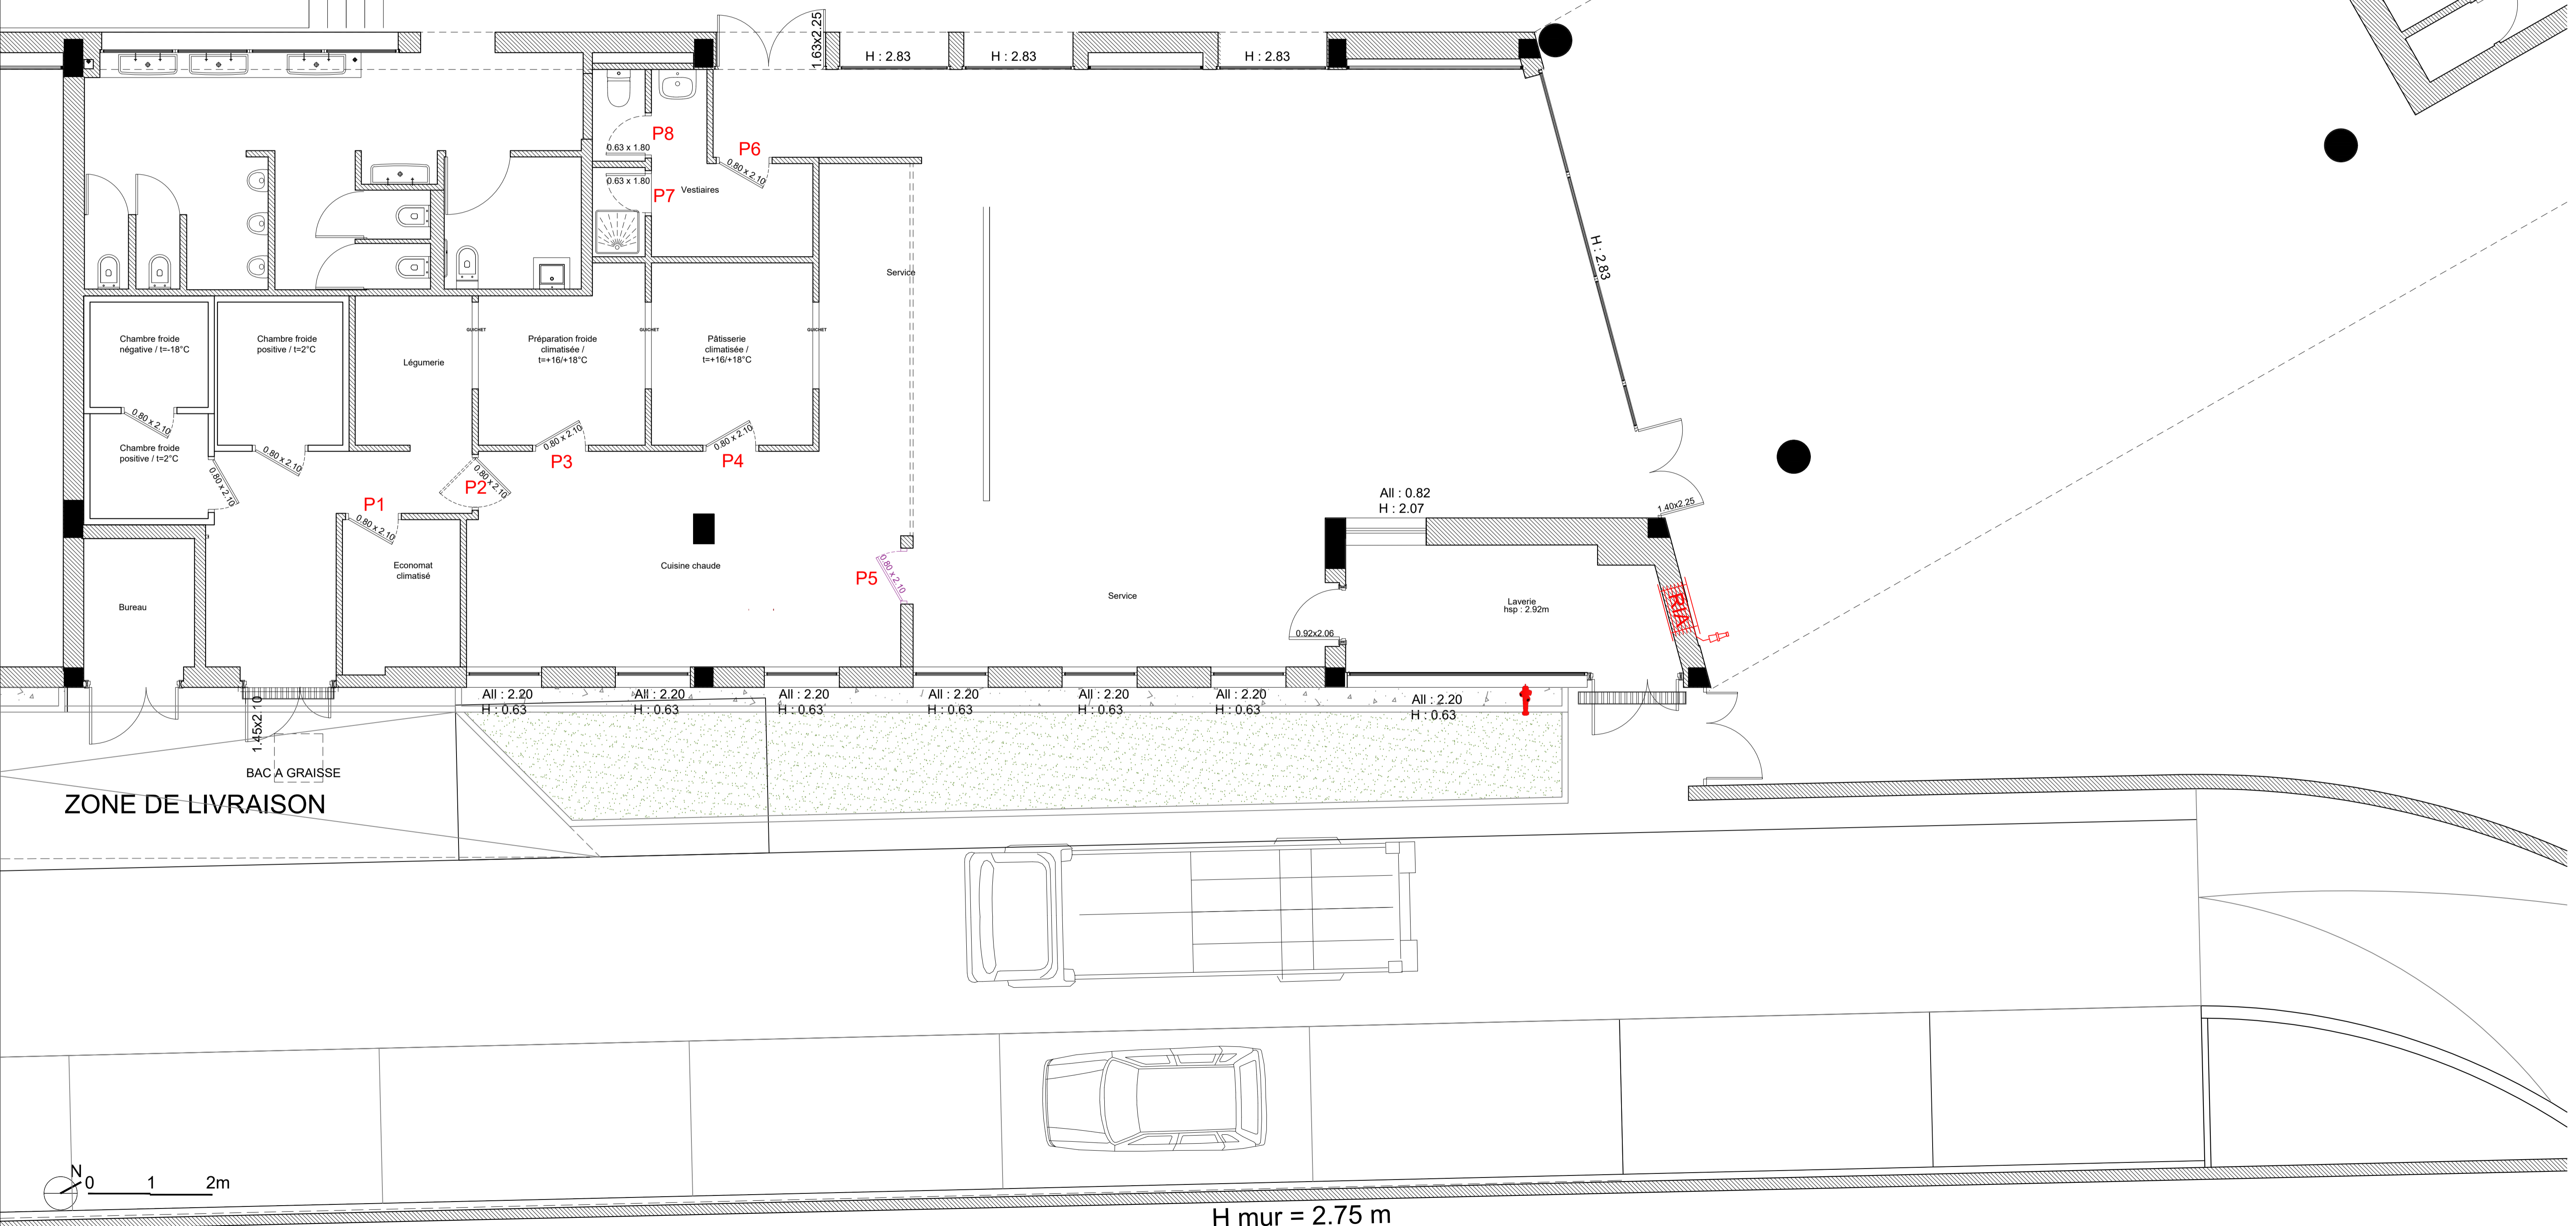 1.63x2.25
H : 2.83
H : 2.83
H : 2.83
P8
0.63 x 1.80
P6
0.80 x 2.10
0.63 x 1.80
P7
Vestiaires
H : 2.83
Service
GUICHET
GUICHET
GUICHET
Chambre froide
négative / t=-18°C
Chambre froide
positive / t=2°C
Légumerie
Préparation froide
climatisée /
t=+16/+18°C
Pâtisserie
climatisée /
t=+16/+18°C
0.80 x 2.10
Chambre froide
positive / t=2°C
0.80 x 2.10
0.80 x 2.10
0.80 x 2.10
P3
0.80 x 2.10
P4
P2
0.80 x 2.10
P1
0.80 x 2.10
All : 0.82
H : 2.07
1.40x2.25
Economat
climatisé
Cuisine chaude
P5
0.80 x 2.10
Service
Bureau
Laverie
hsp : 2.92m
RIA
0.92x2.06
All : 2.20
H : 0.63
All : 2.20
H : 0.63
All : 2.20
H : 0.63
All : 2.20
H : 0.63
All : 2.20
H : 0.63
All : 2.20
H : 0.63
All : 2.20
H : 0.63
1.45x2.10
BAC A GRAISSE
ZONE DE LIVRAISON
N
0 1 2m
H mur = 2.75 m